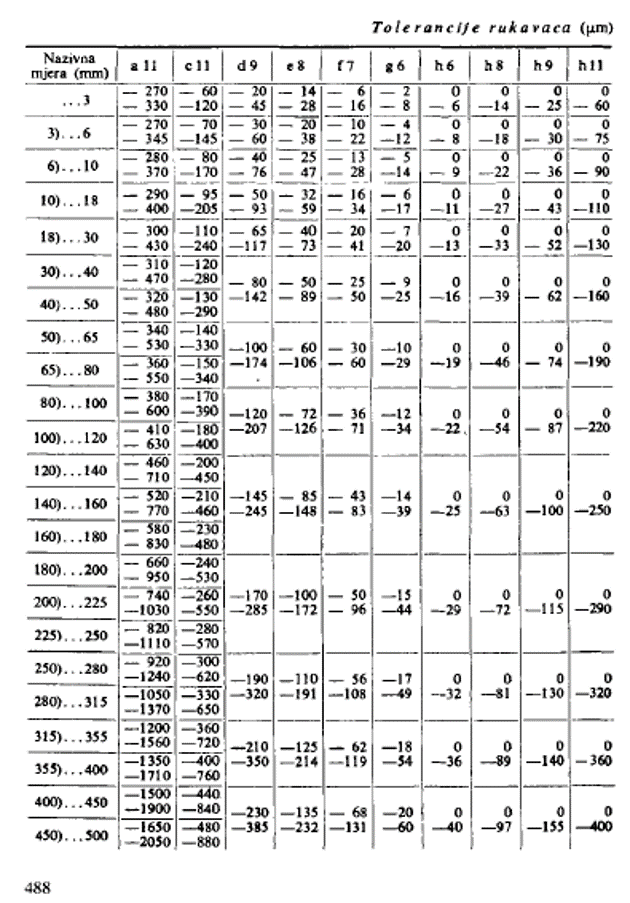 Tolerancije rukavaca (μm)
Nazivna mjera (mm) a 11 c 11 d 9 e 8 f 7 g 6 h 6 h 8 h 9 h 11
...3 — 270 — 60 — 20 — 14 — 6 — 2 0 0 0 0
— 330 —120 — 45 — 28 — 16 — 8 — 6 —14 — 25 — 60
3)...6 — 270 — 70 — 30 — 20 — 10 — 4 0 0 0 0
— 345 —145 — 60 — 38 — 22 —12 — 8 —18 — 30 — 75
6)...10 — 280 — 80 — 40 — 25 — 13 — 5 0 0 0 0
— 370 —170 — 76 — 47 — 28 —14 — 9 —22 — 36 — 90
10)...18 — 290 — 95 — 50 — 32 — 16 — 6 0 0 0 0
— 400 —205 — 93 — 59 — 34 —17 —11 —27 — 43 —110
18)...30 — 300 —110 — 65 — 40 — 20 — 7 0 0 0 0
— 430 —240 —117 — 73 — 41 —20 —13 —33 — 52 —130
30)...40 — 310 —120
— 470 —280 — 80 — 50 — 25 — 9 0 0 0 0
40)...50 — 320 —130 —142 — 89 — 50 —25 —16 —39 — 62 —160
— 480 —290
50)...65 — 340 —140
— 530 —330 —100 — 60 — 30 —10 0 0 0 0
65)...80 — 360 —150 —174 —106 — 60 —29 —19 —46 — 74 —190
— 550 —340
80)...100 — 380 —170
— 600 —390 —120 — 72 — 36 —12 0 0 0 0
100)...120 — 410 —180 —207 —126 — 71 —34 —22 —54 — 87 —220
— 630 —400
120)...140 — 460 —200
— 710 —450
140)...160 — 520 —210 —145 — 85 — 43 —14 0 0 0 0
— 770 —460 —245 —148 — 83 —39 —25 —63 —100 —250
160)...180 — 580 —230
— 830 —480
180)...200 — 660 —240
— 950 —530
200)...225 — 740 —260 —170 —100 — 50 —15 0 0 0 0
—1030 —550 —285 —172 — 96 —44 —29 —72 —115 —290
225)...250 — 820 —280
—1110 —570
250)...280 — 920 —300
—1240 —620 —190 —110 — 56 —17 0 0 0 0
280)...315 —1050 —330 —320 —191 —108 —49 —32 —81 —130 —320
—1370 —650
315)...355 —1200 —360
—1560 —720 —210 —125 — 62 —18 0 0 0 0
355)...400 —1350 —400 —350 —214 —119 —54 —36 —89 —140 —360
—1710 —760
400)...450 —1500 —440
—1900 —840 —230 —135 — 68 —20 0 0 0 0
450)...500 —1650 —480 —385 —232 —131 —60 —40 —97 —155 —400
—2050 —880
488